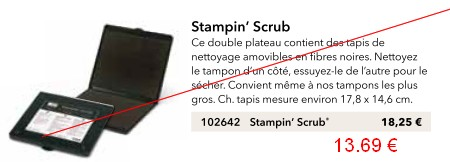 Stampin’ Scrub
Ce double plateau contient des tapis de
nettoyage amovibles en fibres noires. Nettoyez
le tampon d’un côté, essuyez-le de l’autre pour le
sécher. Convient même à nos tampons les plus
gros. Ch. tapis mesure environ 17,8 x 14,6 cm.
102642 Stampin’ Scrub* 18,25 €
13.69 €